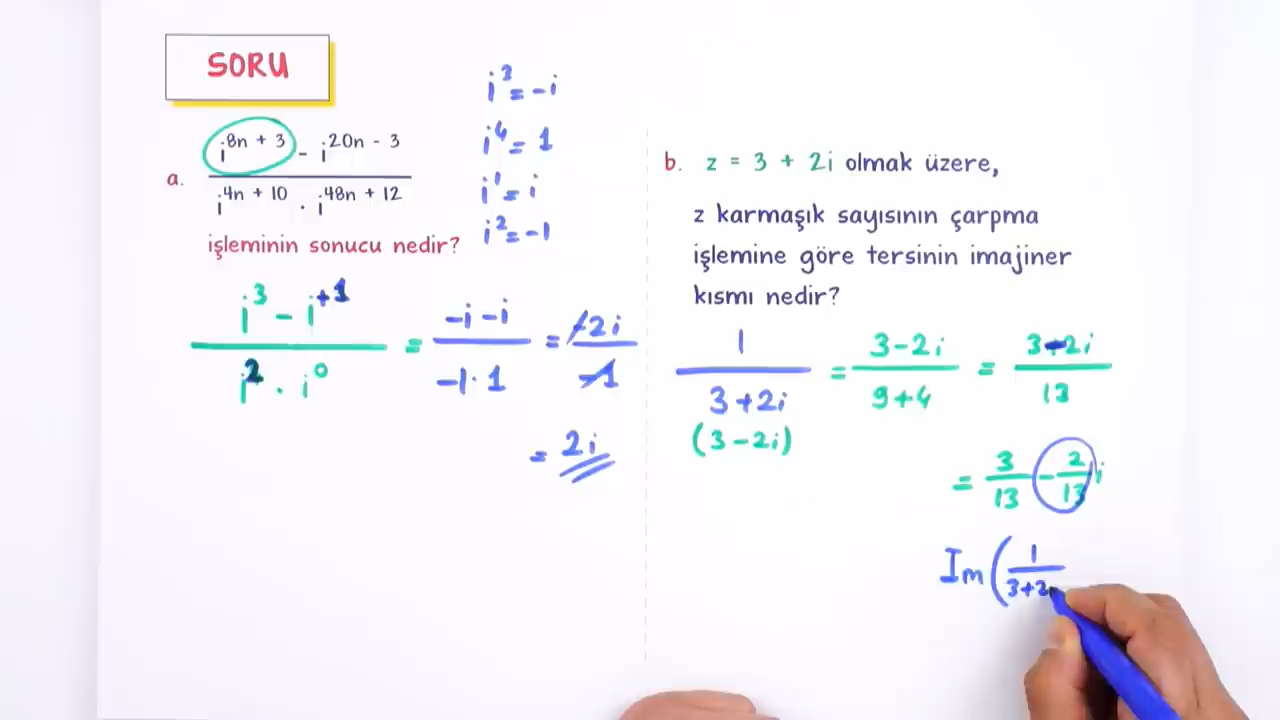 SORU
a. (i^(8n + 3) - i^(20n - 3)) / (i^(4n + 10) . i^(48n + 12))
işleminin sonucu nedir?
i³ = -i
i⁴ = 1
i¹ = i
i² = -1
(i³ - i⁺¹) / (i² . i⁰) = (-i - i) / (-1 · 1) = -2i / -1
= 2i
b. z = 3 + 2i olmak üzere,
z karmaşık sayısının çarpma
işlemine göre tersinin imajiner
kısmı nedir?
1 / (3+2i) = (3-2i) / (9+4) = (3-2i) / 13
(3-2i)
= 3/13 - 2/13 i
Im(1 / 3+2